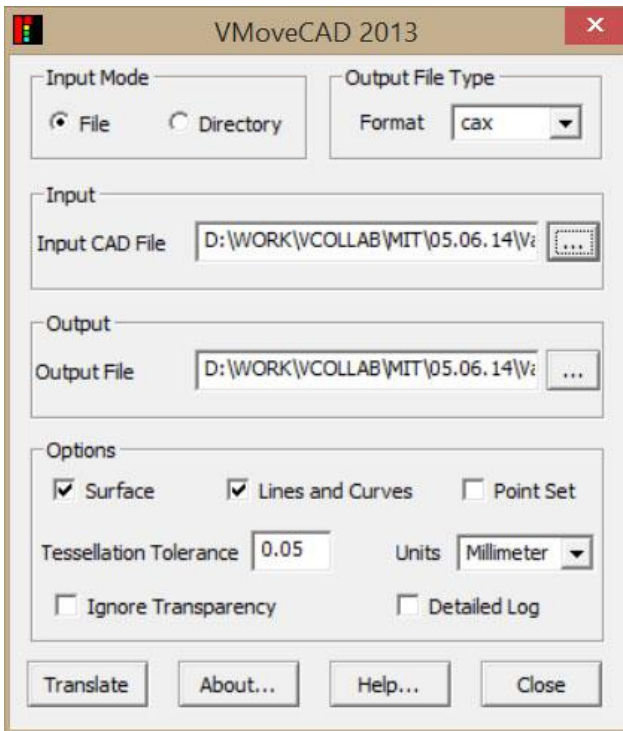 VMoveCAD 2013
Input Mode
File Directory
Output File Type
Format cax
Input
Input CAD File D:\WORK\VCOLLAB\MIT\05.06.14\Va ...
Output
Output File D:\WORK\VCOLLAB\MIT\05.06.14\Va ...
Options
Surface Lines and Curves Point Set
Tessellation Tolerance 0.05 Units Millimeter
Ignore Transparency Detailed Log
Translate About... Help... Close